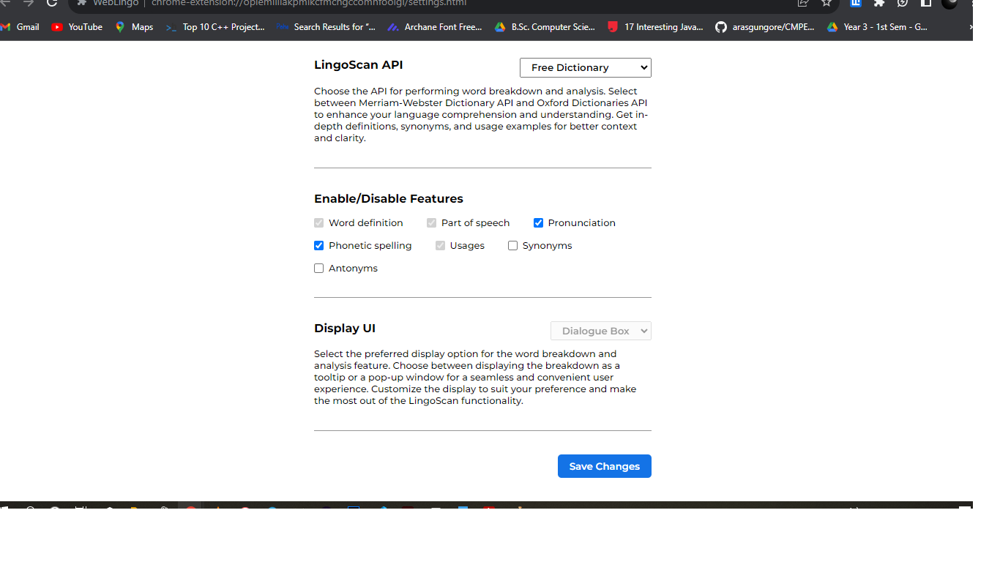 WebLingo | chrome-extension://
Gmail YouTube Maps Top 10 C++ Project... Search Results for "... Archane Font Free... B.Sc. Computer Scie... 17 Interesting Java... arasgungore/CMPE... Year 3 - 1st Sem - G...
LingoScan API
Free Dictionary
Choose the API for performing word breakdown and analysis. Select
between Merriam-Webster Dictionary API and Oxford Dictionaries API
to enhance your language comprehension and understanding. Get in-
depth definitions, synonyms, and usage examples for better context
and clarity.
Enable/Disable Features
Word definition Part of speech Pronunciation
Phonetic spelling Usages Synonyms
Antonyms
Display UI
Dialogue Box
Select the preferred display option for the word breakdown and
analysis feature. Choose between displaying the breakdown as a
tooltip or a pop-up window for a seamless and convenient user
experience. Customize the display to suit your preference and make
the most out of the LingoScan functionality.
Save Changes